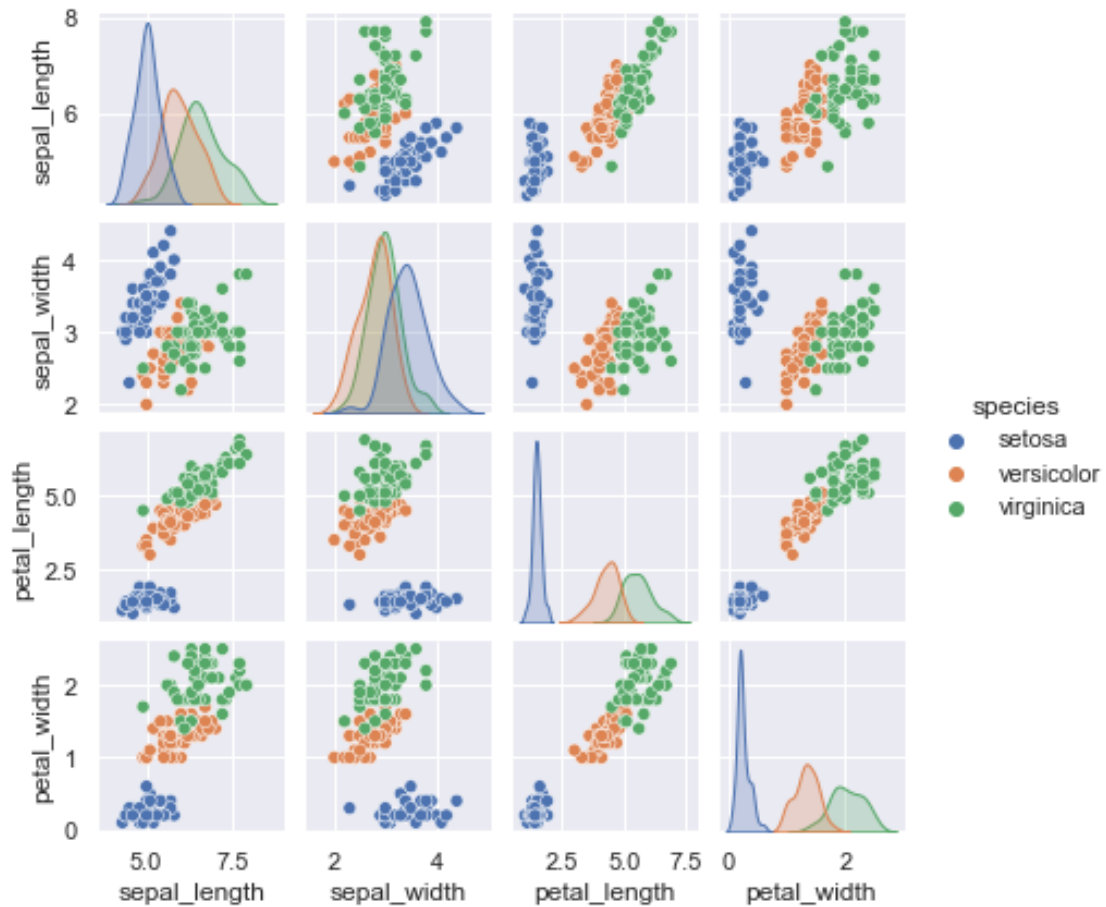 8
6
sepal_length
4
3
2
sepal_width
5.0
2.5
petal_length
2
1
0
petal_width
5.0 7.5
sepal_length
2 4
sepal_width
2.5 5.0 7.5
petal_length
0 2
petal_width
species
setosa
versicolor
virginica